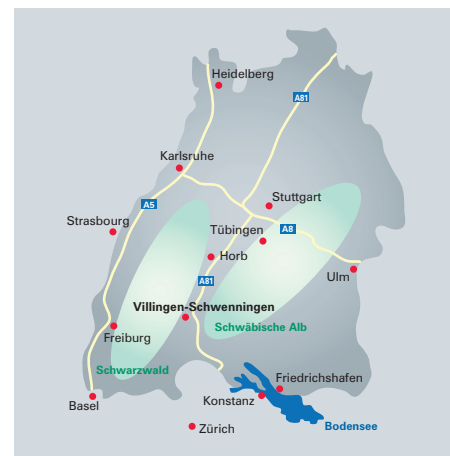 Heidelberg
A81
Karlsruhe
Stuttgart
A5
Strasbourg
Tübingen
A8
Horb
Ulm
A81
Villingen-Schwenningen
Schwäbische Alb
Freiburg
Schwarzwald
Friedrichshafen
Basel
Konstanz
Zürich
Bodensee